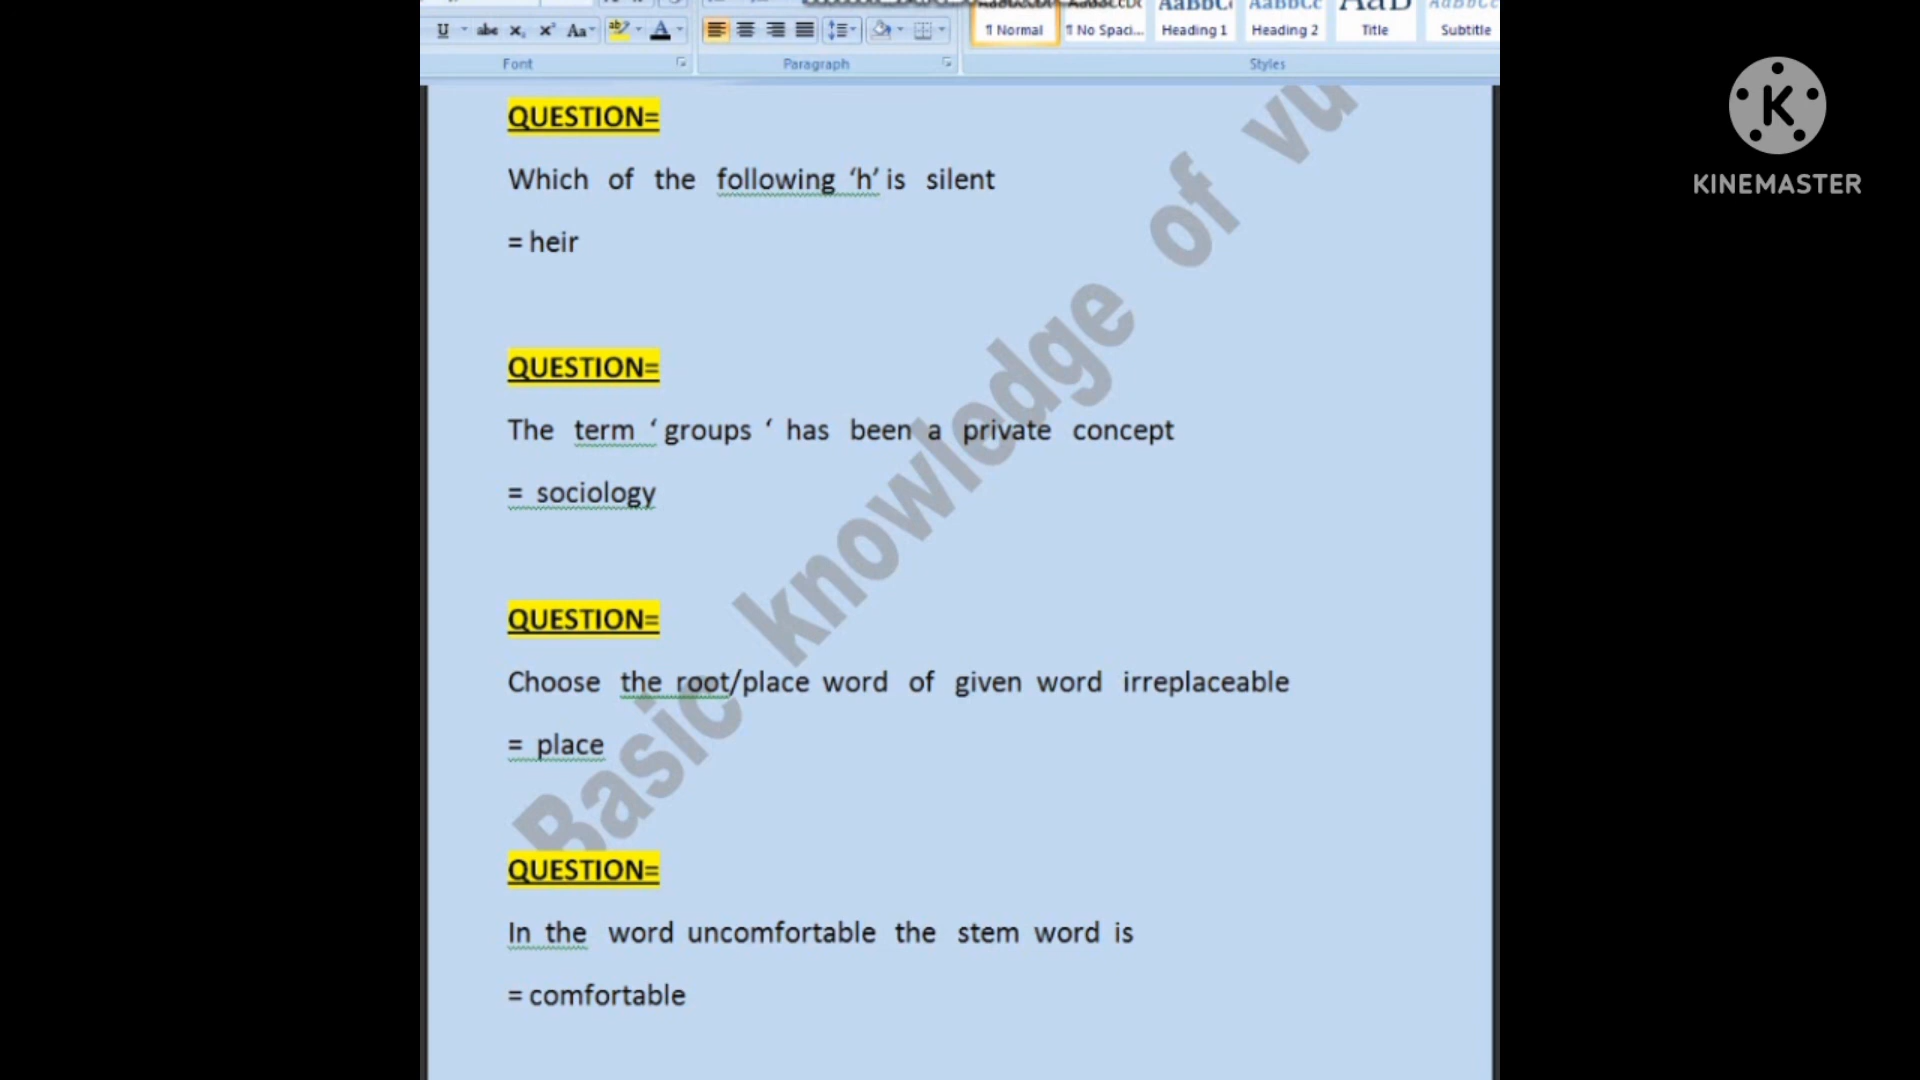 U abc x₂ x² Aa ab A
¶ Normal ¶ No Spaci... Heading 1 Heading 2 Title Subtitle
Font Paragraph Styles
QUESTION=
Which of the following ‘h’ is silent
= heir
QUESTION=
The term ‘ groups ‘ has been a private concept
= sociology
QUESTION=
Choose the root/place word of given word irreplaceable
= place
QUESTION=
In the word uncomfortable the stem word is
= comfortable
Basic knowledge of vu
K
KINEMASTER